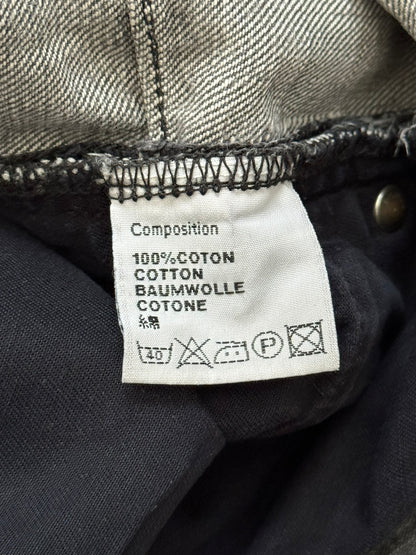 Composition
100%COTON
COTTON
BAUMWOLLE
COTONE
綿
40
P